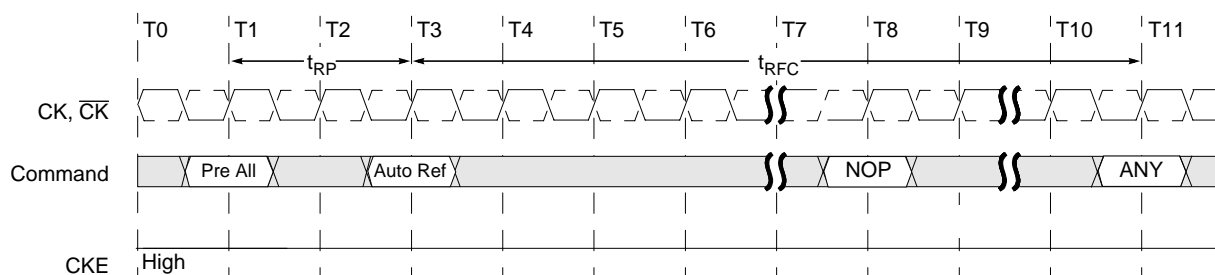 T0 T1 T2 T3 T4 T5 T6 T7 T8 T9 T10 T11
tRP tRFC
CK, C̅K̅
Command Pre All Auto Ref NOP ANY
CKE High